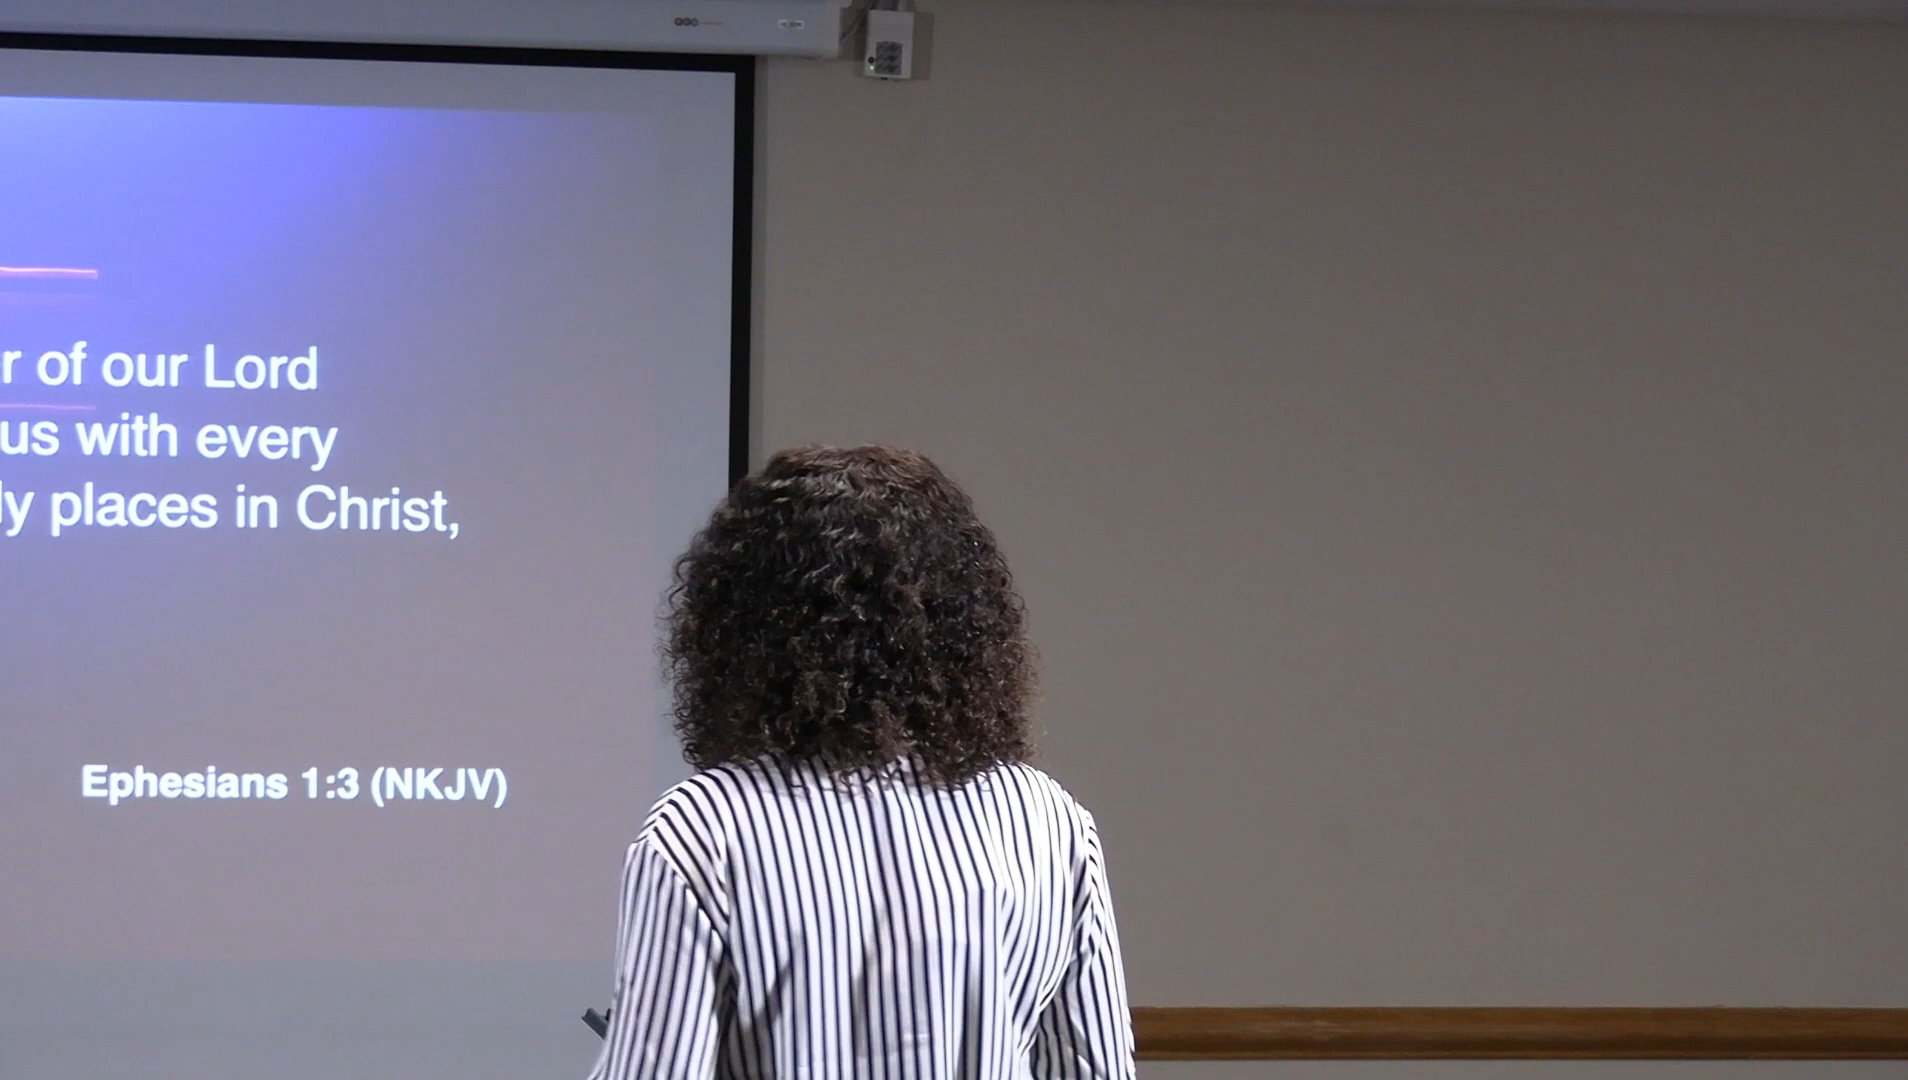 r of our Lord
us with every
ly places in Christ,
Ephesians 1:3 (NKJV)